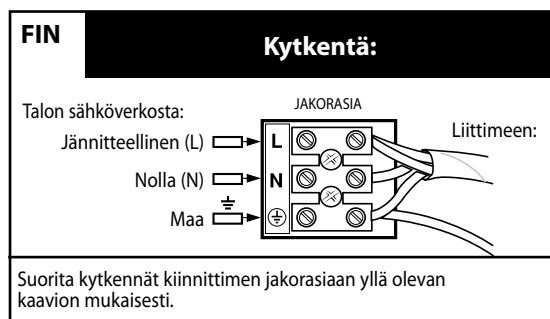 FIN
Kytkentä:
Talon sähköverkosta:
JAKORASIA
Liittimeen:
Jännitteellinen (L)
L
Nolla (N)
N
Maa
Suorita kytkennät kiinnittimen jakorasiaan yllä olevan
kaavion mukaisesti.